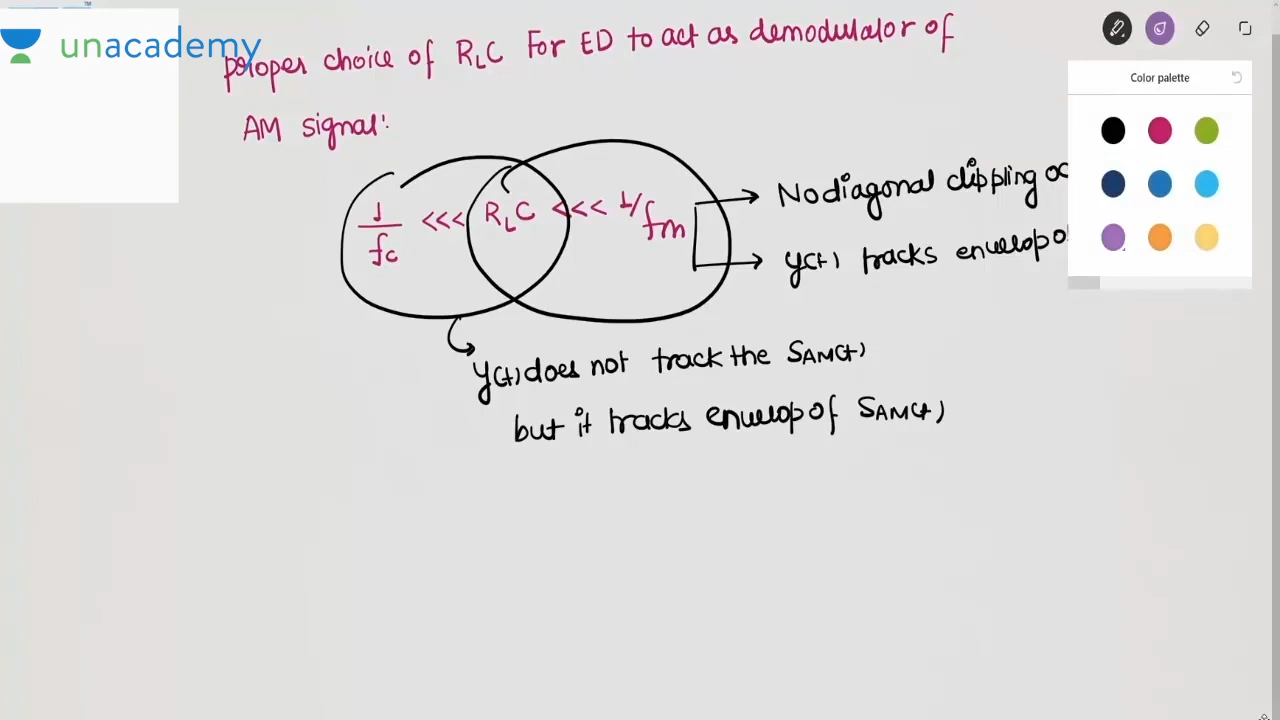 unacademy
proper choice of RLC For ED to act as demodulator of
AM signal:
1/fc <<< RLC <<< 1/fm
No diagonal clippling oc
y(t) tracks envelop o
y(t) does not track the SAM(t)
but it tracks envelop of SAM(t)
Color palette